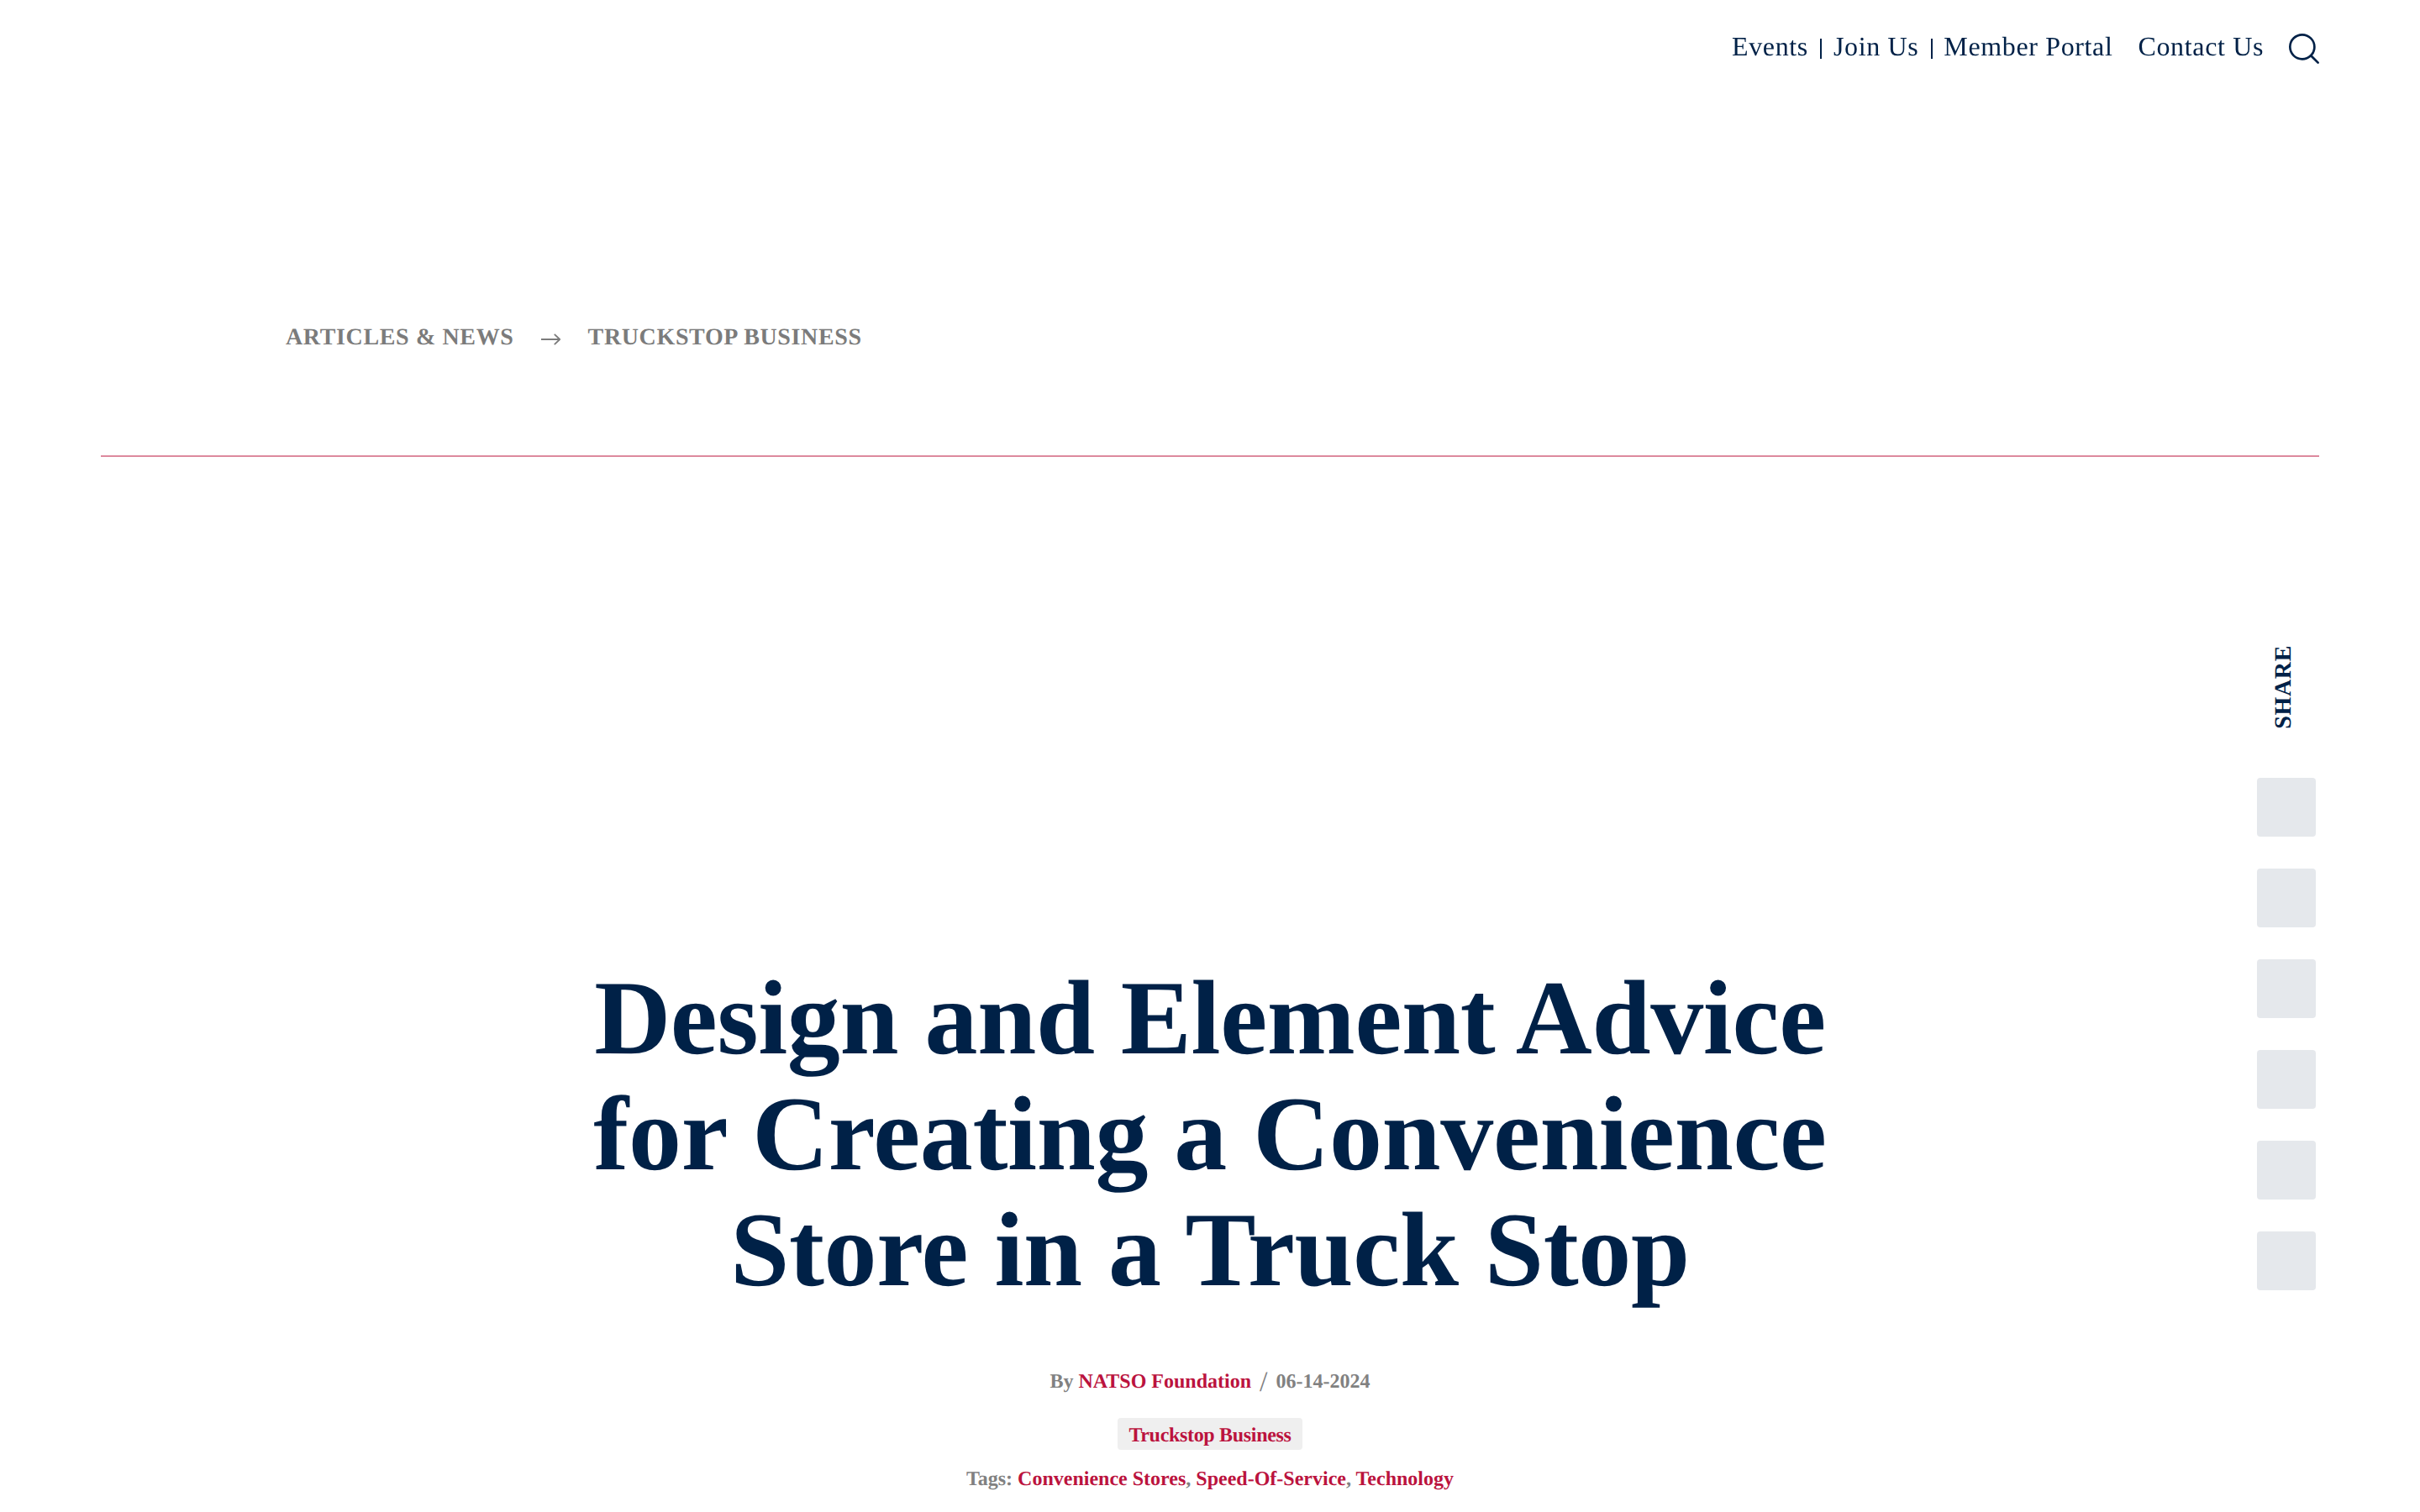 Events | Join Us | Member Portal Contact Us
ARTICLES & NEWS → TRUCKSTOP BUSINESS
SHARE
Design and Element Advice
for Creating a Convenience
Store in a Truck Stop
By NATSO Foundation / 06-14-2024
Truckstop Business
Tags: Convenience Stores, Speed-Of-Service, Technology